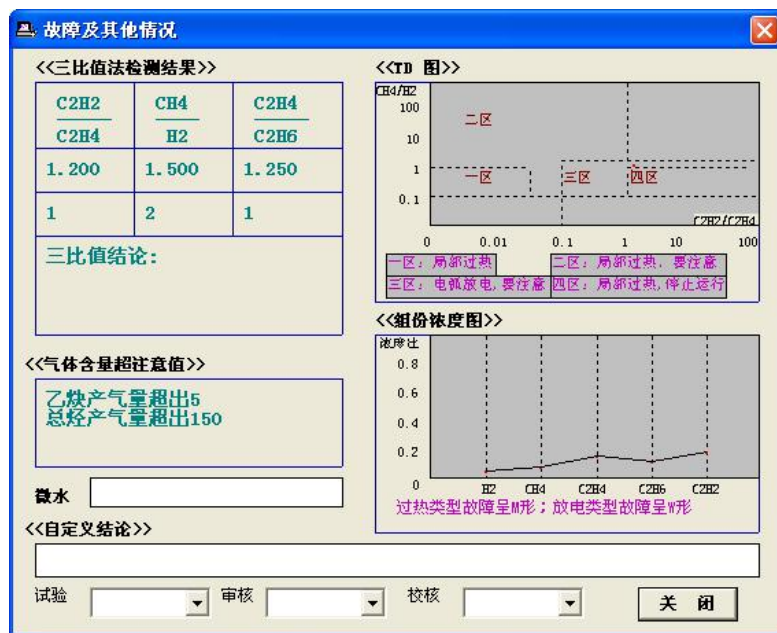 故障及其他情况
<<三比值法检测结果>>
C2H2 CH4 C2H4
C2H4 H2 C2H6
1.200 1.500 1.250
1 2 1
三比值结论:
<<TD 图>>
CH4/H2
100
10
1
0.1
二区
一区 三区 四区
C2H2/C2H4
0 0.01 0.1 1 10 100
一区: 局部过热 二区: 局部过热, 要注意
三区: 电弧放电,要注意 四区: 局部过热,停止运行
<<气体含量超注意值>>
乙炔产气量超出5
总烃产气量超出150
<<组份浓度图>>
浓度比
0.8
0.6
0.4
0.2
0
H2 CH4 C2H4 C2H6 C2H2
过热类型故障呈M形；放电类型故障呈W形
微水
<<自定义结论>>
试验 审核 校核 关 闭